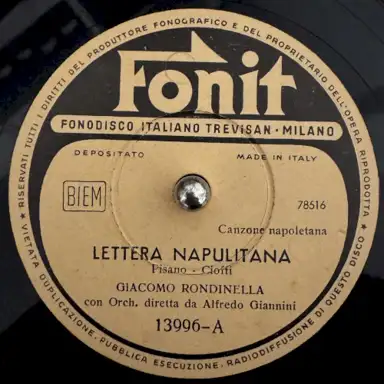 ★ RISERVATI TUTTI I DIRITTI DEL PRODUTTORE FONOGRAFICO E DEL PROPRIETARIO DELL'OPERA RIPRODOTTA ★
Fonit
FONODISCO ITALIANO TREVISAN · MILANO
DEPOSITATO MADE IN ITALY
BIEM 78516
Canzone napoletana
LETTERA NAPULITANA
Pisano - Cioffi
GIACOMO RONDINELLA
con Orch. diretta da Alfredo Giannini
13996-A
VIETATA DUPLICAZIONE, PUBBLICA ESECUZIONE, RADIODIFFUSIONE DI QUESTO DISCO